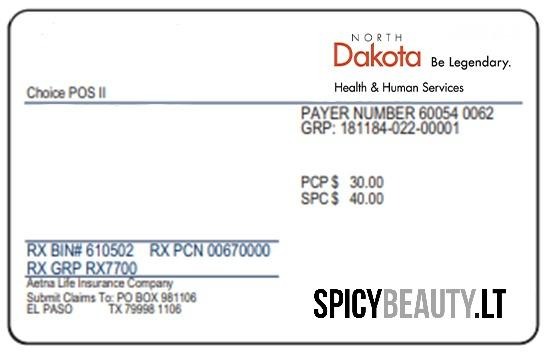 NORTH
Dakota Be Legendary.
Health & Human Services
Choice POS II
PAYER NUMBER 60054 0062
GRP: 181184-022-00001
PCP $ 30.00
SPC $ 40.00
RX BIN# 610502 RX PCN 00670000
RX GRP RX7700
Aetna Life Insurance Company
Submit Claims To: PO BOX 981106
EL PASO TX 79998 1106
SPICYBEAUTY.LT